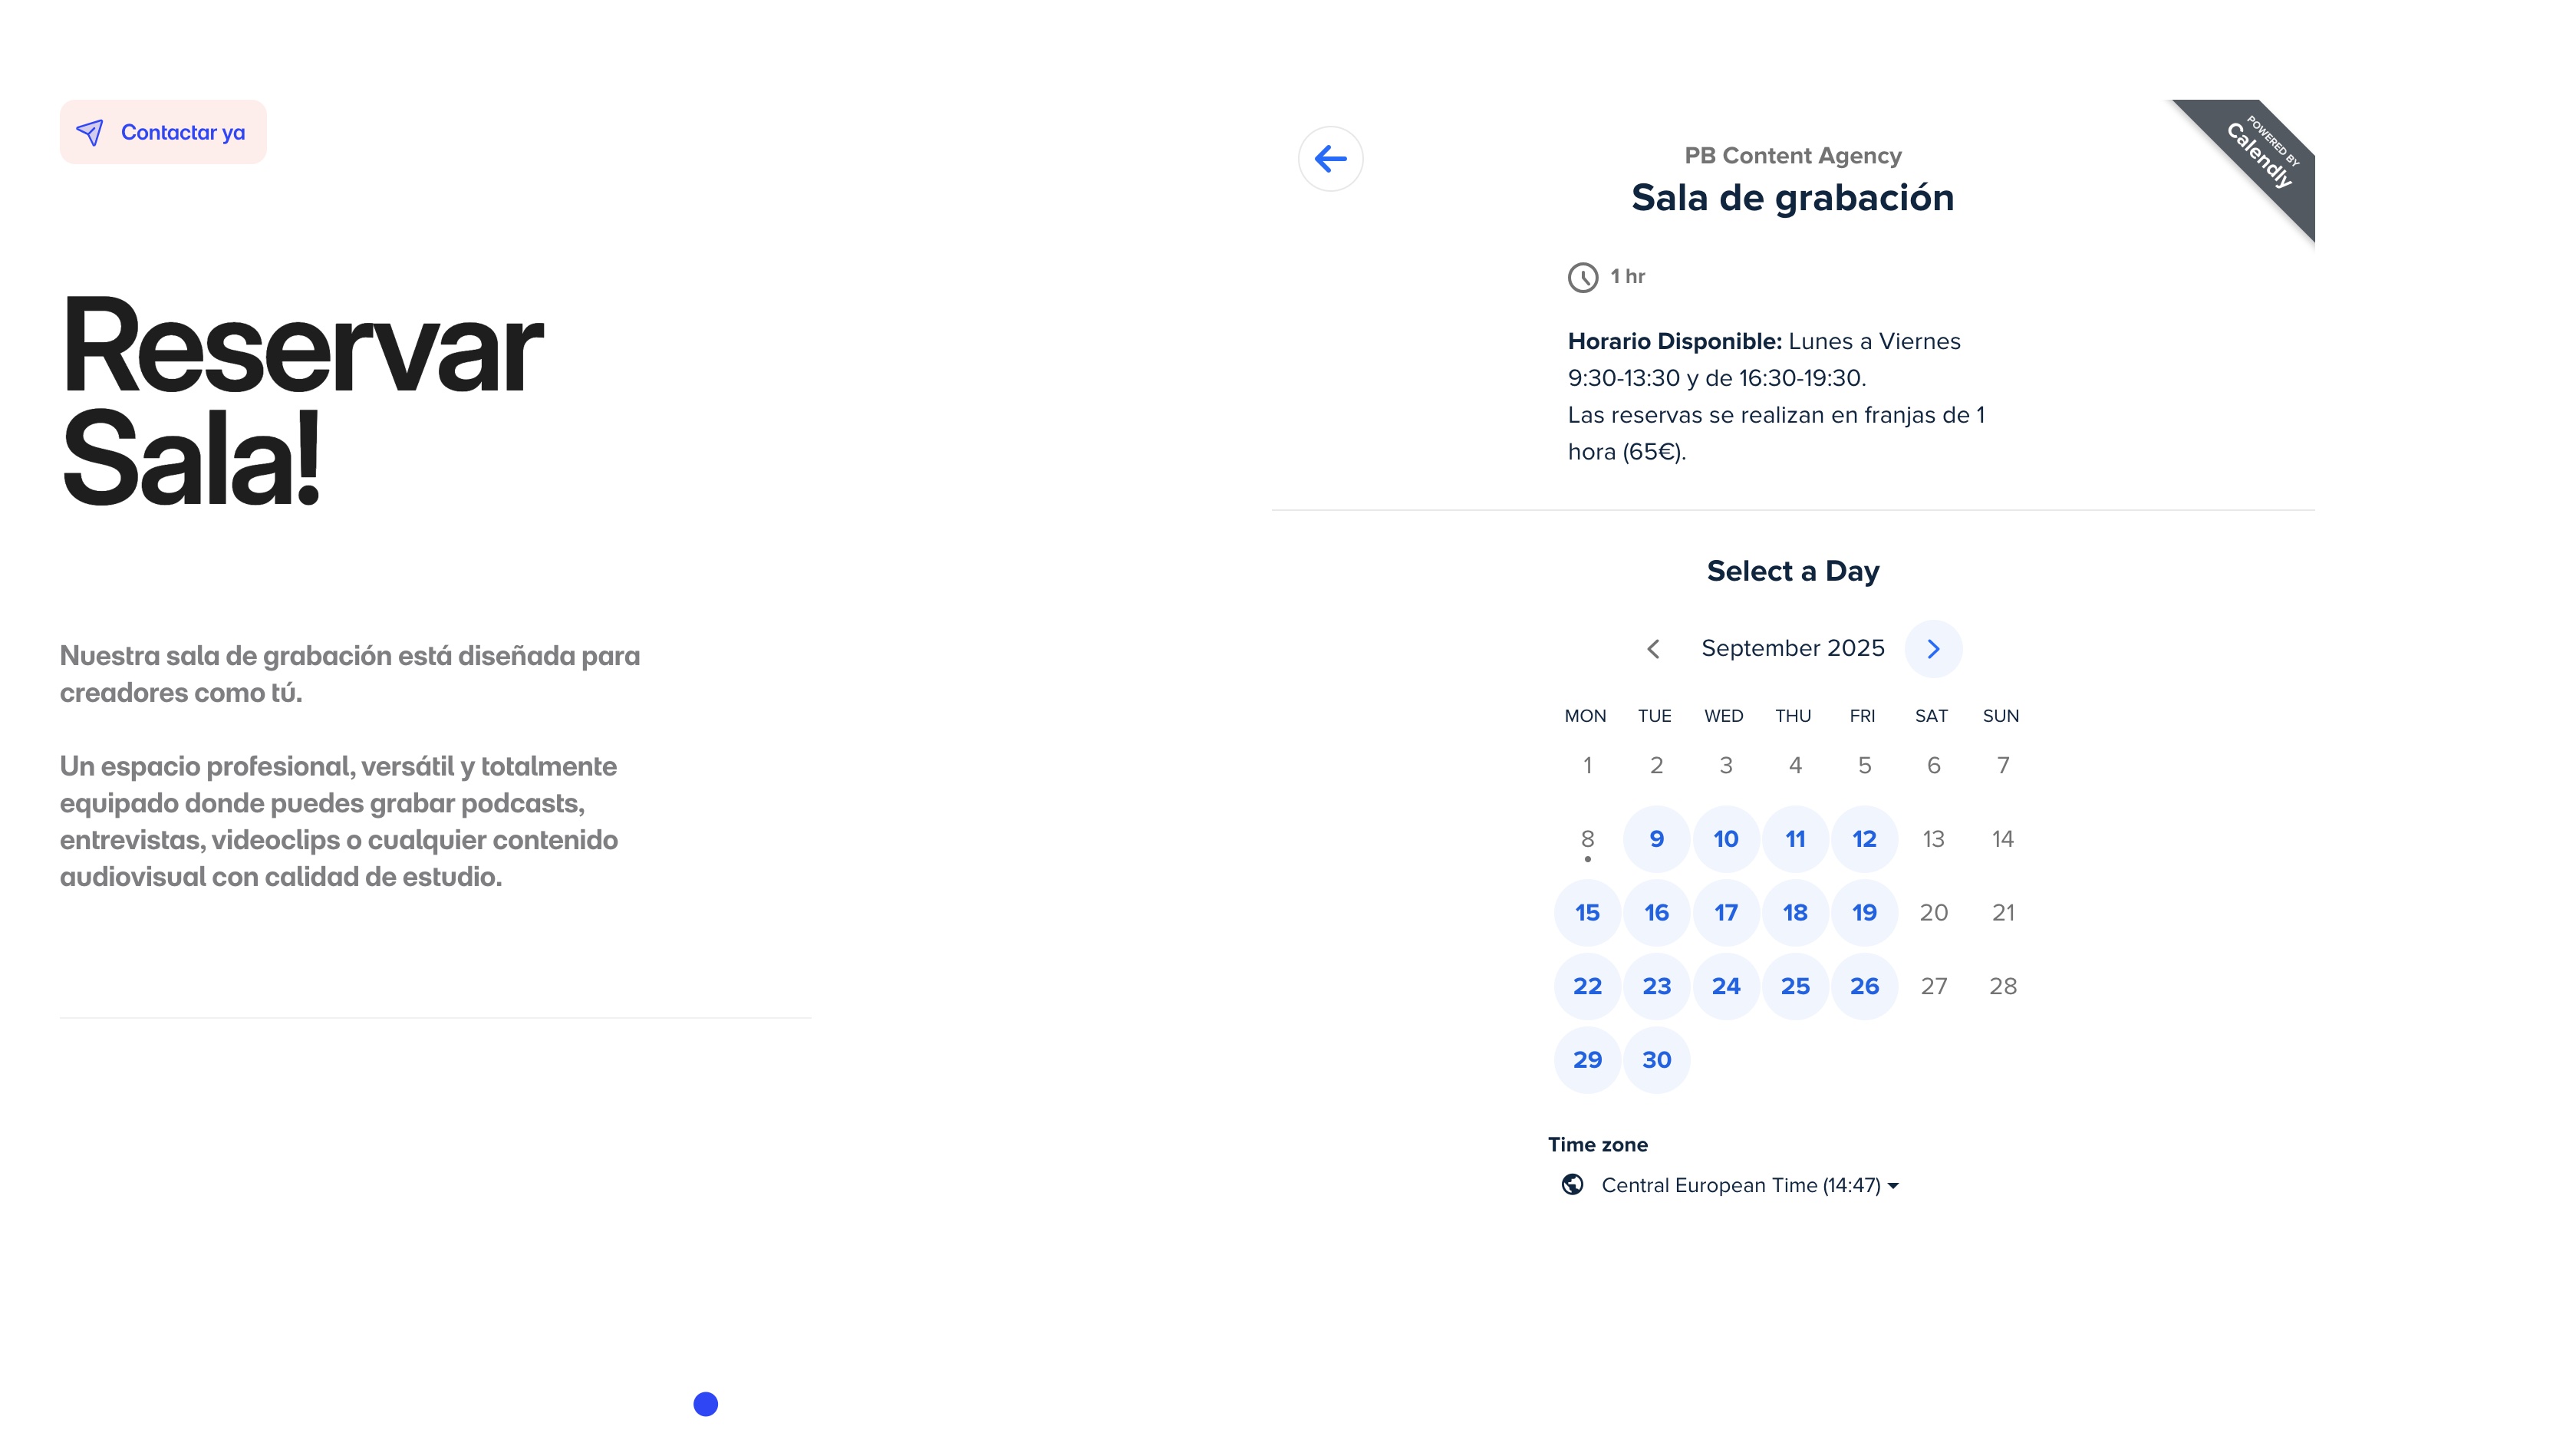 Contactar ya
Reservar
Sala!
Nuestra sala de grabación está diseñada para
creadores como tú.
Un espacio profesional, versátil y totalmente
equipado donde puedes grabar podcasts,
entrevistas, videoclips o cualquier contenido
audiovisual con calidad de estudio.
POWERED BY
Calendly
PB Content Agency
Sala de grabación
1 hr
Horario Disponible: Lunes a Viernes
9:30-13:30 y de 16:30-19:30.
Las reservas se realizan en franjas de 1
hora (65€).
Select a Day
September 2025
MON TUE WED THU FRI SAT SUN
1 2 3 4 5 6 7
8 9 10 11 12 13 14
15 16 17 18 19 20 21
22 23 24 25 26 27 28
29 30
Time zone
Central European Time (14:47)